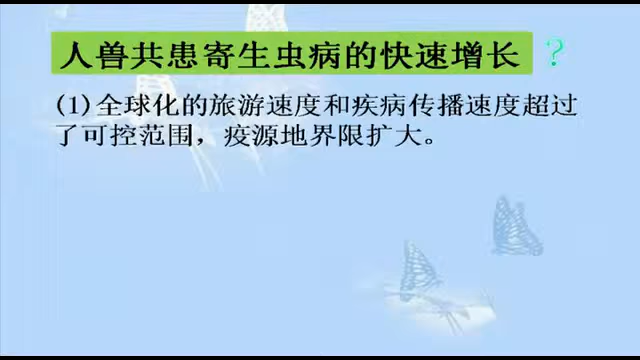 人兽共患寄生虫病的快速增长 ?
(1)全球化的旅游速度和疾病传播速度超过
了可控范围，疫源地界限扩大。